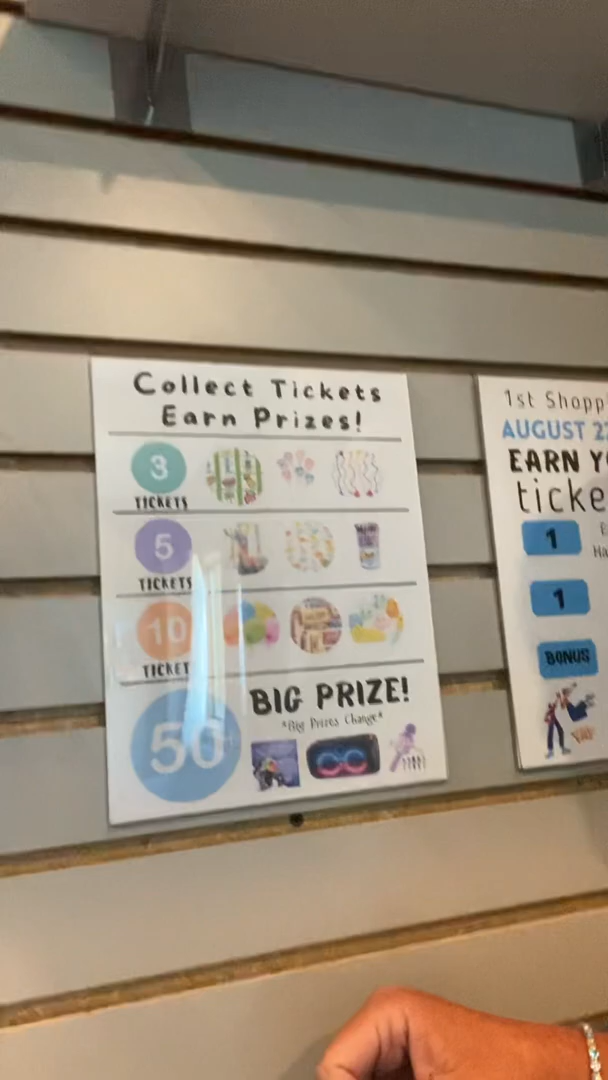 Collect Tickets
Earn Prizes!
3
TICKETS
5
TICKETS
10
TICKET
50
BIG PRIZE!
*Big Prizes Change*
1st Shopp
AUGUST 2
EARN Y
ticke
1
Ha
1
BONUS